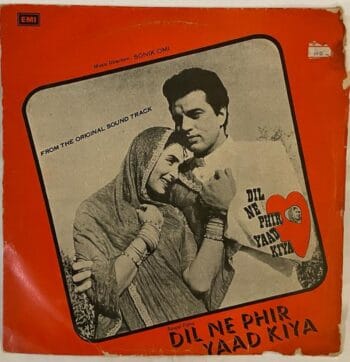 EMI
Music Direction: SONIK OMI
FROM THE ORIGINAL SOUND TRACK
DIL
NE
PHIR
YAAD
KIYA
DIL NE PHIR
YAAD KIYA